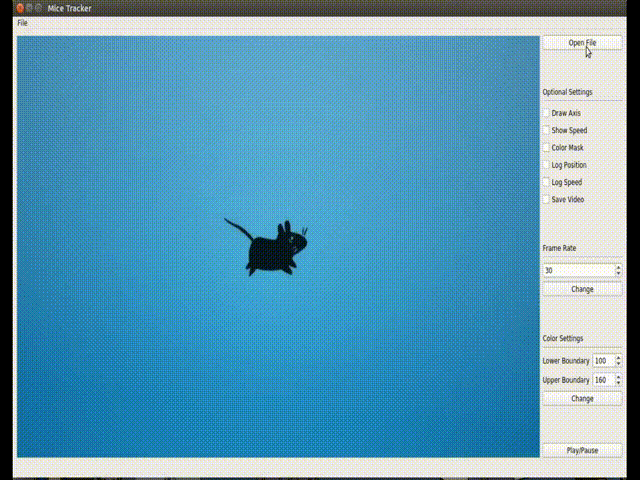 Mice Tracker
File
Open File
Optional Settings
Draw Axis
Show Speed
Color Mask
Log Position
Log Speed
Save Video
Frame Rate
30
Change
Color Settings
Lower Boundary 100
Upper Boundary 160
Change
Play/Pause